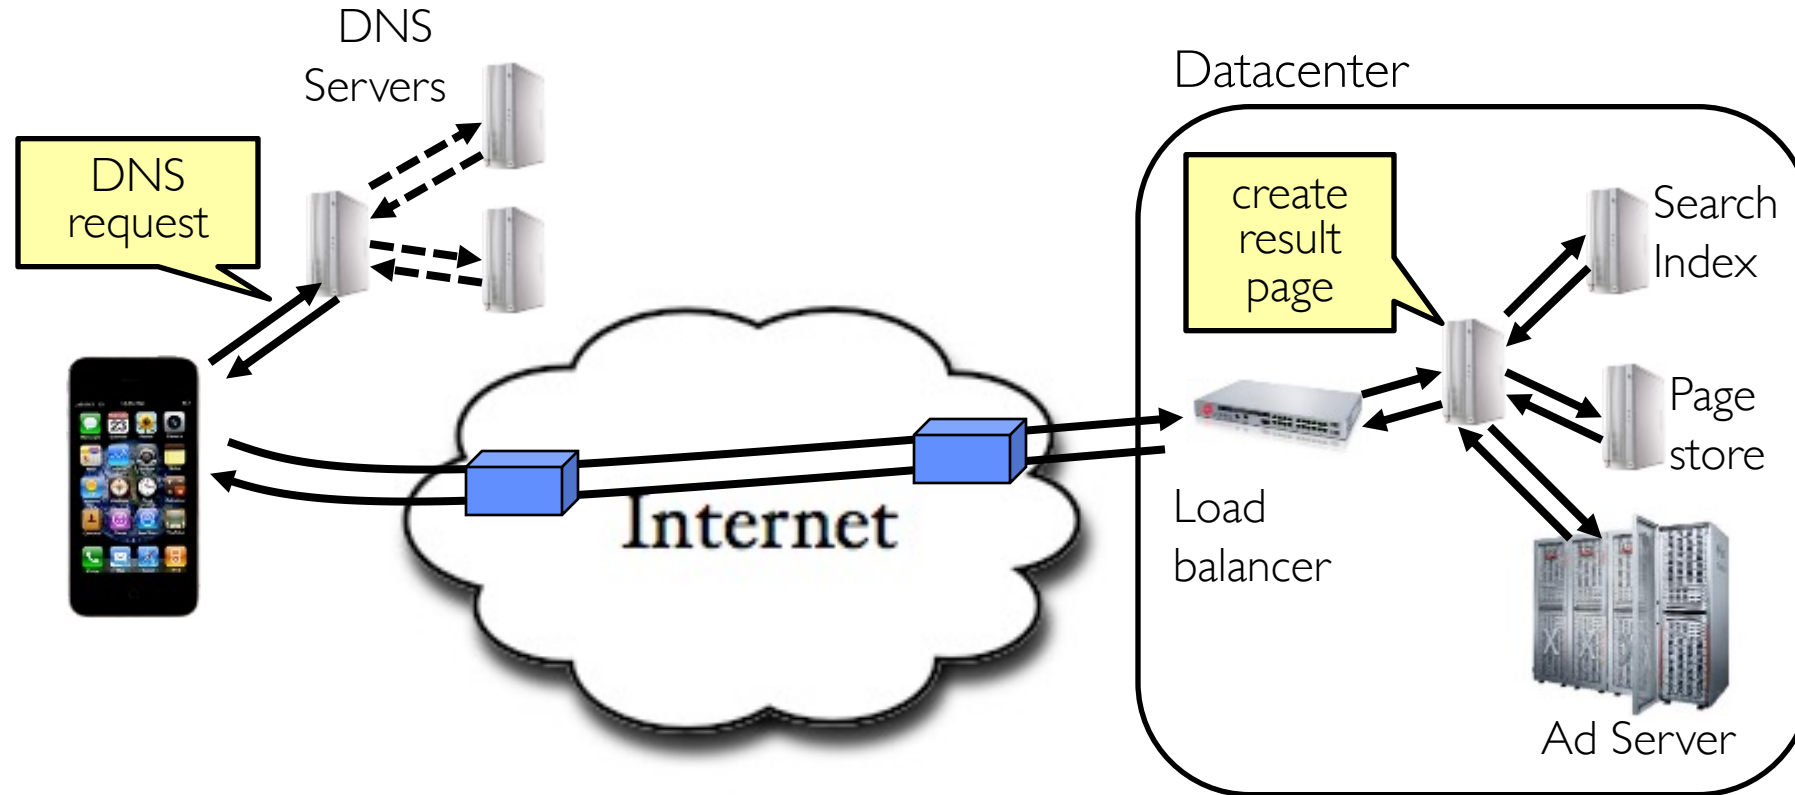 DNS
Servers
DNS
request
Internet
Datacenter
create
result
page
Search
Index
Page
store
Load
balancer
Ad Server